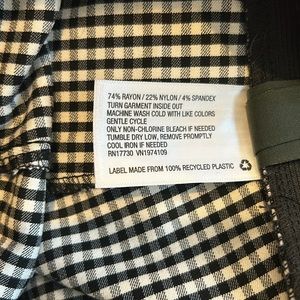 74% RAYON / 22% NYLON / 4% SPANDEX
TURN GARMENT INSIDE OUT
MACHINE WASH COLD WITH LIKE COLORS
GENTLE CYCLE
ONLY NON-CHLORINE BLEACH IF NEEDED
TUMBLE DRY LOW, REMOVE PROMPTLY
COOL IRON IF NEEDED
RN17730 VN1974109
LABEL MADE FROM 100% RECYCLED PLASTIC